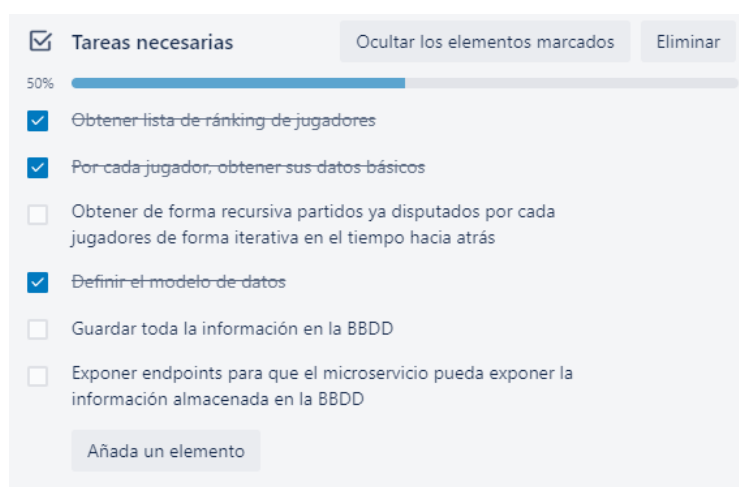 Tareas necesarias
Ocultar los elementos marcados
Eliminar
50%
Obtener lista de ránking de jugadores
Por cada jugador, obtener sus datos básicos
Obtener de forma recursiva partidos ya disputados por cada
jugadores de forma iterativa en el tiempo hacia atrás
Definir el modelo de datos
Guardar toda la información en la BBDD
Exponer endpoints para que el microservicio pueda exponer la
información almacenada en la BBDD
Añada un elemento